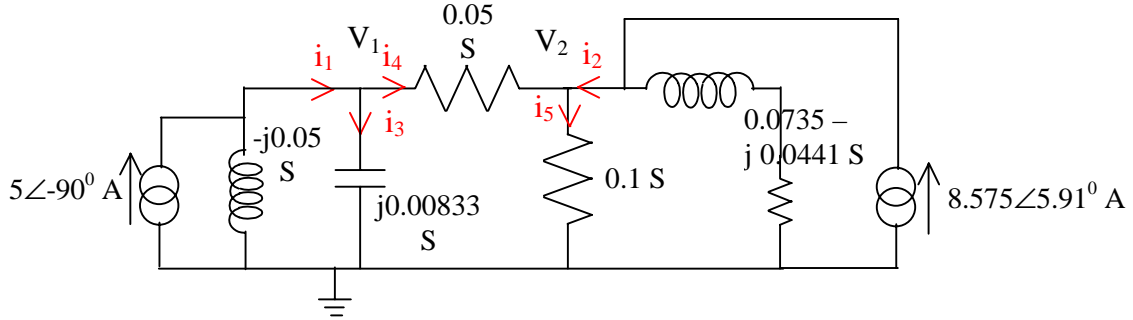 0.05
S
V₁
V₂
i₁
i₄
i₂
i₃
i₅
-j0.05
S
0.0735 –
j 0.0441 S
5∠-90⁰ A
j0.00833
S
0.1 S
8.575∠5.91⁰ A